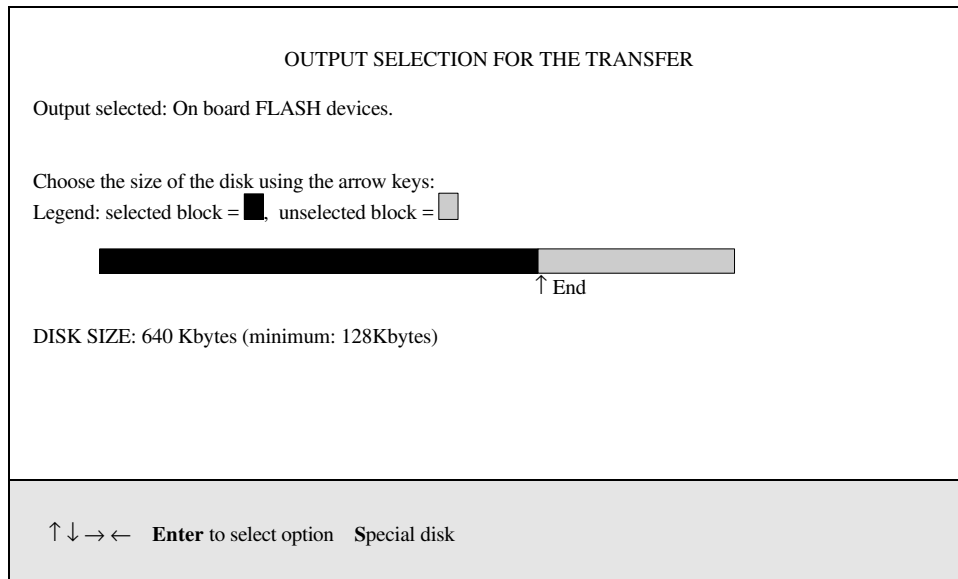 OUTPUT SELECTION FOR THE TRANSFER
Output selected: On board FLASH devices.
Choose the size of the disk using the arrow keys:
Legend: selected block = , unselected block =
↑ End
DISK SIZE: 640 Kbytes (minimum: 128Kbytes)
↑ ↓ → ← Enter to select option Special disk